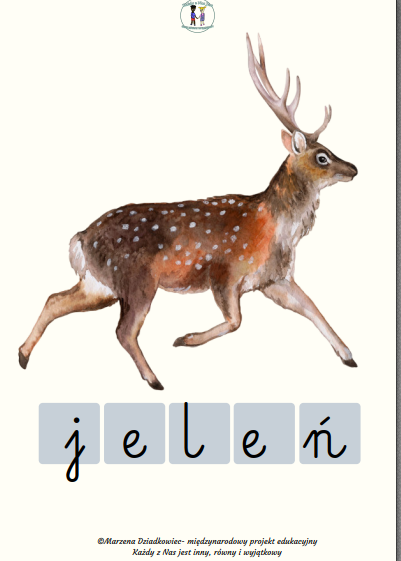 jeleń
©Marzena Dziadkowiec- międzynarodowy projekt edukacyjny
Każdy z Nas jest inny, równy i wyjątkowy